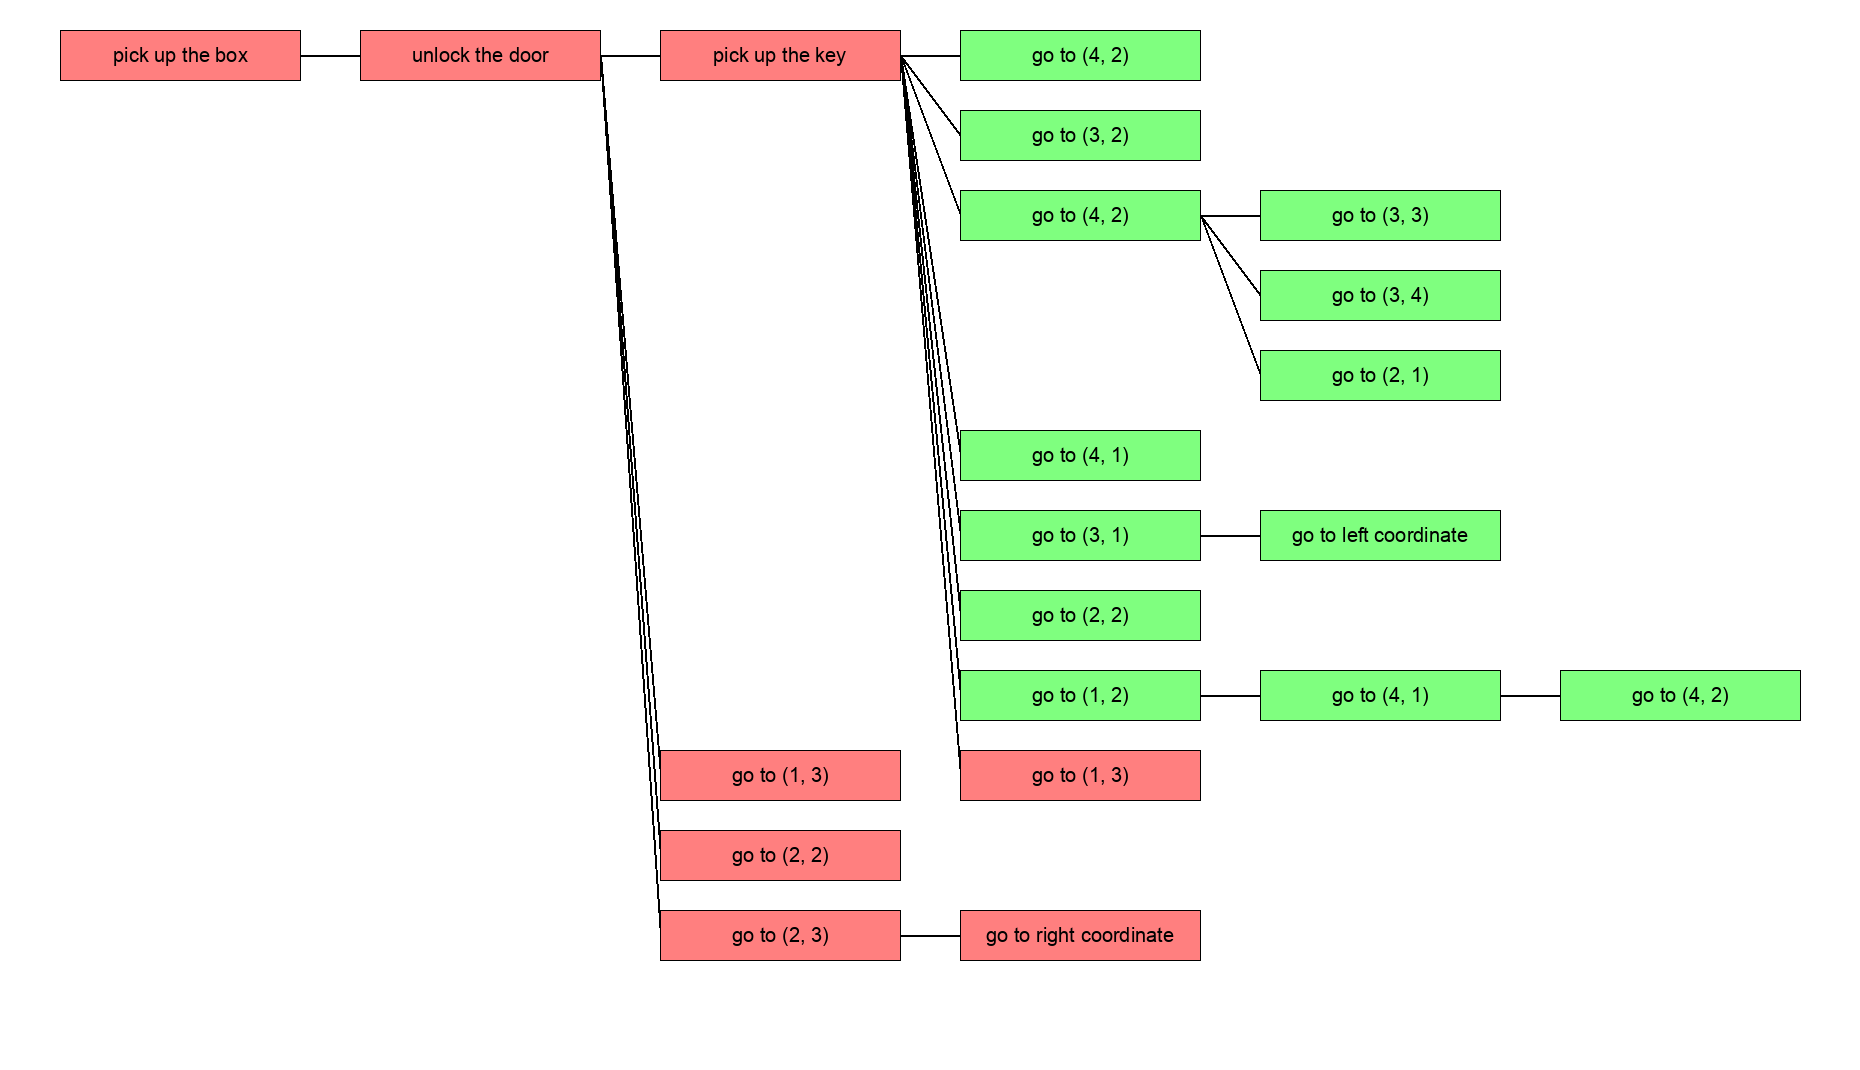 pick up the box
unlock the door
pick up the key
go to (4, 2)
go to (3, 2)
go to (4, 2)
go to (3, 3)
go to (3, 4)
go to (2, 1)
go to (4, 1)
go to (3, 1)
go to left coordinate
go to (2, 2)
go to (1, 2)
go to (4, 1)
go to (4, 2)
go to (1, 3)
go to (1, 3)
go to (2, 2)
go to (2, 3)
go to right coordinate